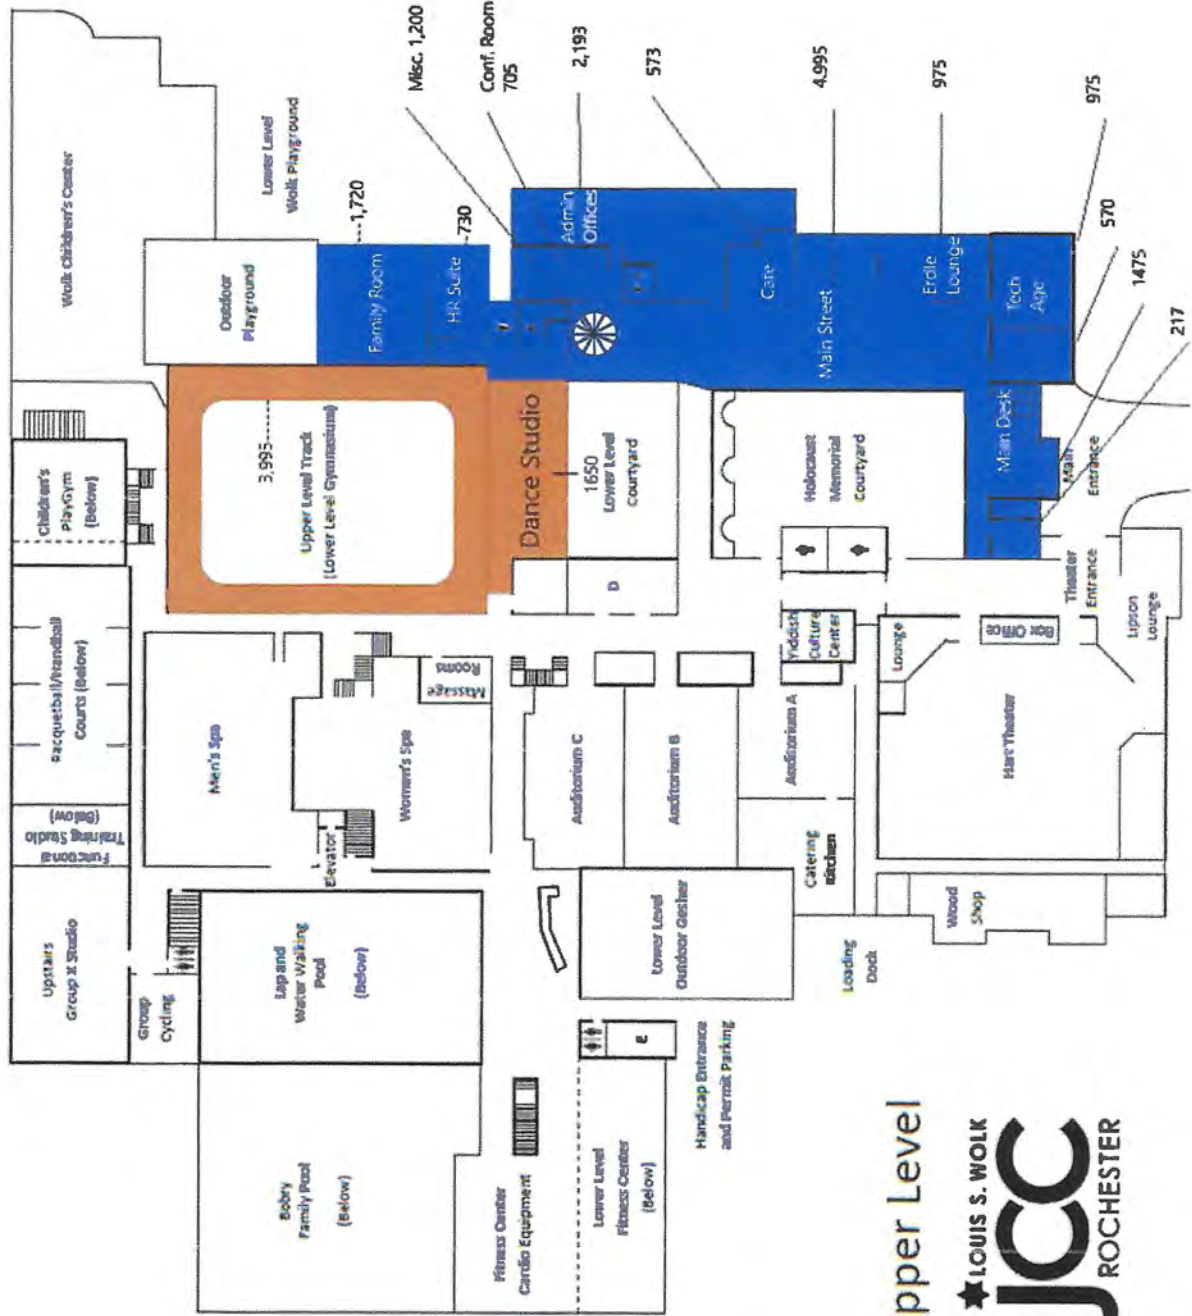 Wolk Children's Center
Lower Level
Wolk Playground
Outdoor
Playground
1,720
Family Room
730
HR Suite
Misc. 1,200
Conf. Room
705
2,193
573
4.995
975
975
570
1475
217
Admin
Offices
Cafe
Main Street
Erdle
Lounge
Tech
Age
Main Desk
Main
Entrance
Children's
PlayGym
(Below)
3,995
Upper Level Track
(Lower Level Gymnasium)
Dance Studio
1650
Lower Level
Courtyard
Holocaust
Memorial
Courtyard
Theater
Entrance
Lipson
Lounge
Racquetball/Handball
Courts (Below)
D
Yiddish
Culture
Center
Lounge
Box Office
Men's Spa
Massage
Rooms
Women's Spa
Auditorium C
Auditorium B
Auditorium A
Hart Theater
Functional
Training Studio
(Below)
Elevator
Catering
Kitchen
Upstairs
Group X Studio
Group
Cycling
Lap and
Water Walking
Pool
(Below)
Lower Level
Outdoor Gesher
Loading
Dock
Wood
Shop
Bobry
Family Pool
(Below)
Fitness Center
Cardio Equipment
Lower Level
Fitness Center
(Below)
E
Handicap Entrance
and Permit Parking
pper Level
LOUIS S. WOLK
JCC
ROCHESTER